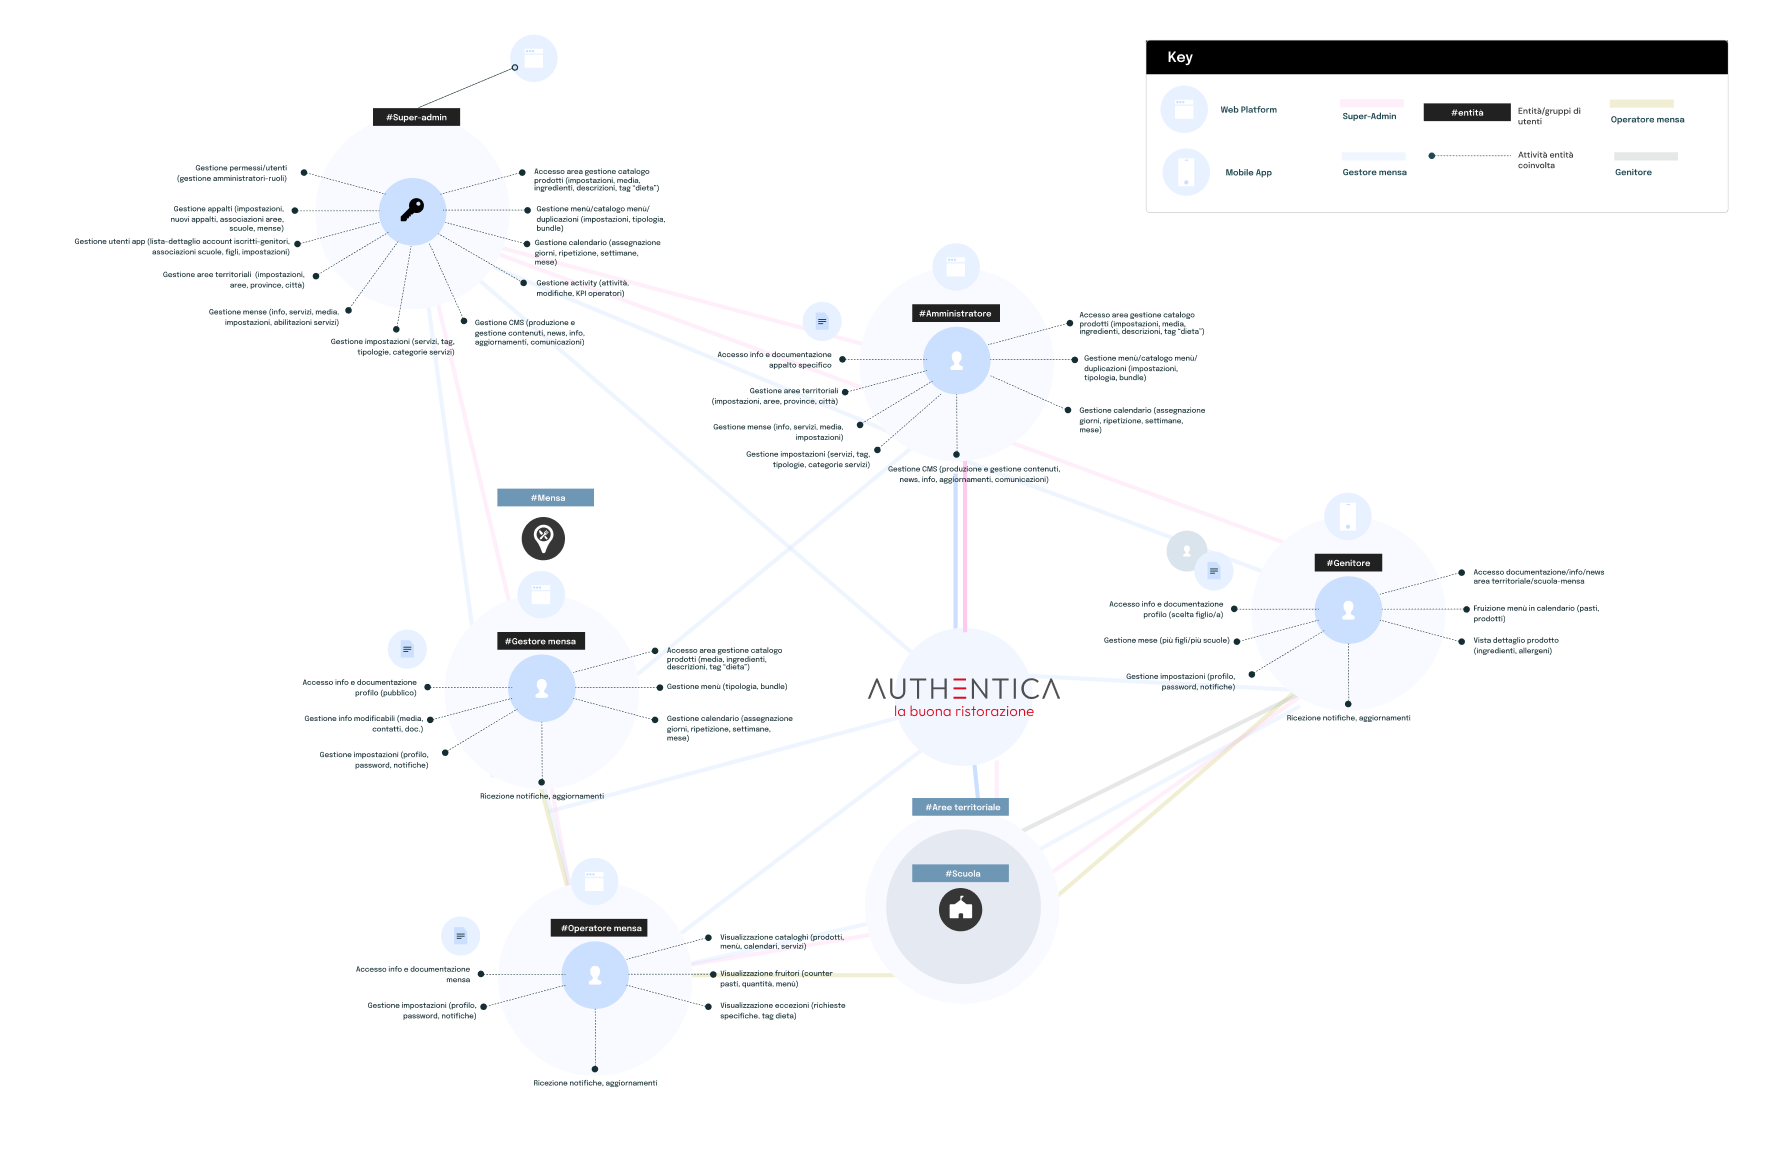 Key
Web Platform
Super-Admin
#entità
Entità/gruppi di
utenti
Operatore mensa
Mobile App
Gestore mensa
Attività entità
coinvolta
Genitore
#Super-admin
Gestione permessi/utenti
(gestione amministratori-ruoli)
Gestione appalti (impostazioni,
nuovi appalti, associazioni aree,
scuole, mense)
Gestione utenti app (lista-dettaglio account iscritti-genitori,
associazioni scuole, figli, impostazioni)
Gestione aree territoriali (impostazioni,
aree, province, città)
Gestione mense (info, servizi, media,
impostazioni, abilitazioni servizi)
Gestione impostazioni (servizi, tag,
tipologie, categorie servizi)
Gestione CMS (produzione e
gestione contenuti, news, info,
aggiornamenti, comunicazioni)
Accesso area gestione catalogo
prodotti (impostazioni, media,
ingredienti, descrizioni, tag "dieta")
Gestione menù/catalogo menù/
duplicazioni (impostazioni, tipologia,
bundle)
Gestione calendario (assegnazione
giorni, ripetizione, settimane,
mese)
Gestione activity (attività,
modifiche, KPI operatori)
#Amministratore
Accesso info e documentazione
appalto specifico
Gestione aree territoriali
(impostazioni, aree, province, città)
Gestione mense (info, servizi, media,
impostazioni)
Gestione impostazioni (servizi, tag,
tipologie, categorie servizi)
Gestione CMS (produzione e gestione contenuti,
news, info, aggiornamenti, comunicazioni)
Accesso area gestione catalogo
prodotti (impostazioni, media,
ingredienti, descrizioni, tag "dieta")
Gestione menù/catalogo menù/
duplicazioni (impostazioni,
tipologia, bundle)
Gestione calendario (assegnazione
giorni, ripetizione, settimane,
mese)
#Mensa
#Gestore mensa
Accesso info e documentazione
profilo (pubblico)
Gestione info modificabili (media,
contatti, doc.)
Gestione impostazioni (profilo,
password, notifiche)
Ricezione notifiche, aggiornamenti
Accesso area gestione catalogo
prodotti (media, ingredienti,
descrizioni, tag "dieta")
Gestione menù (tipologia, bundle)
Gestione calendario (assegnazione
giorni, ripetizione, settimane,
mese)
#Genitore
Accesso info e documentazione
profilo (scelta figlio/a)
Gestione mese (più figli/più scuole)
Gestione impostazioni (profilo,
password, notifiche)
Ricezione notifiche, aggiornamenti
Accesso documentazione/info/news
area territoriale/scuola-mensa
Fruizione menù in calendario (pasti,
prodotti)
Vista dettaglio prodotto
(ingredienti, allergeni)
AUTHENTICA
la buona ristorazione
#Aree territoriale
#Scuola
#Operatore mensa
Accesso info e documentazione
mensa
Gestione impostazioni (profilo,
password, notifiche)
Ricezione notifiche, aggiornamenti
Visualizzazione cataloghi (prodotti,
menù, calendari, servizi)
Visualizzazione fruitori (counter
pasti, quantità, menù)
Visualizzazione eccezioni (richieste
specifiche, tag dieta)